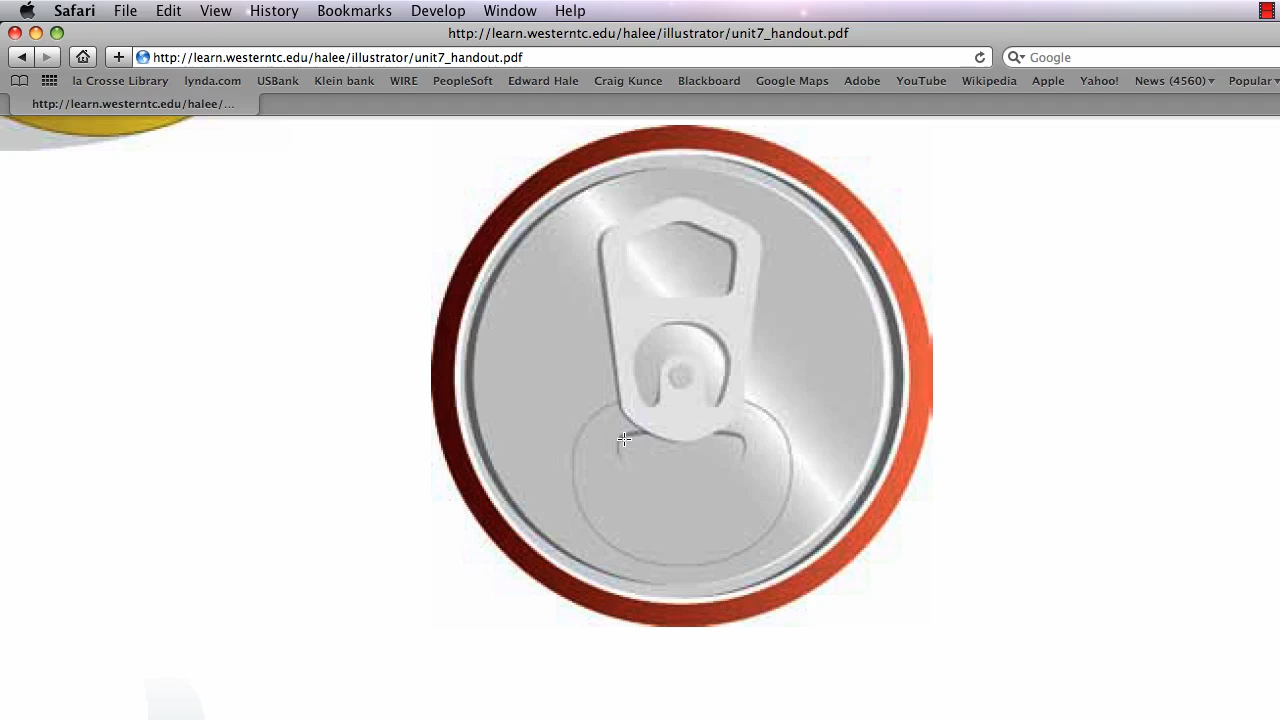 Safari File Edit View History Bookmarks Develop Window Help
http://learn.westerntc.edu/halee/illustrator/unit7_handout.pdf
http://learn.westerntc.edu/halee/illustrator/unit7_handout.pdf Google
la Crosse Library lynda.com USBank Klein bank WIRE PeopleSoft Edward Hale Craig Kunce Blackboard Google Maps Adobe YouTube Wikipedia Apple Yahoo! News (4560) Popular
http://learn.westerntc.edu/halee/...